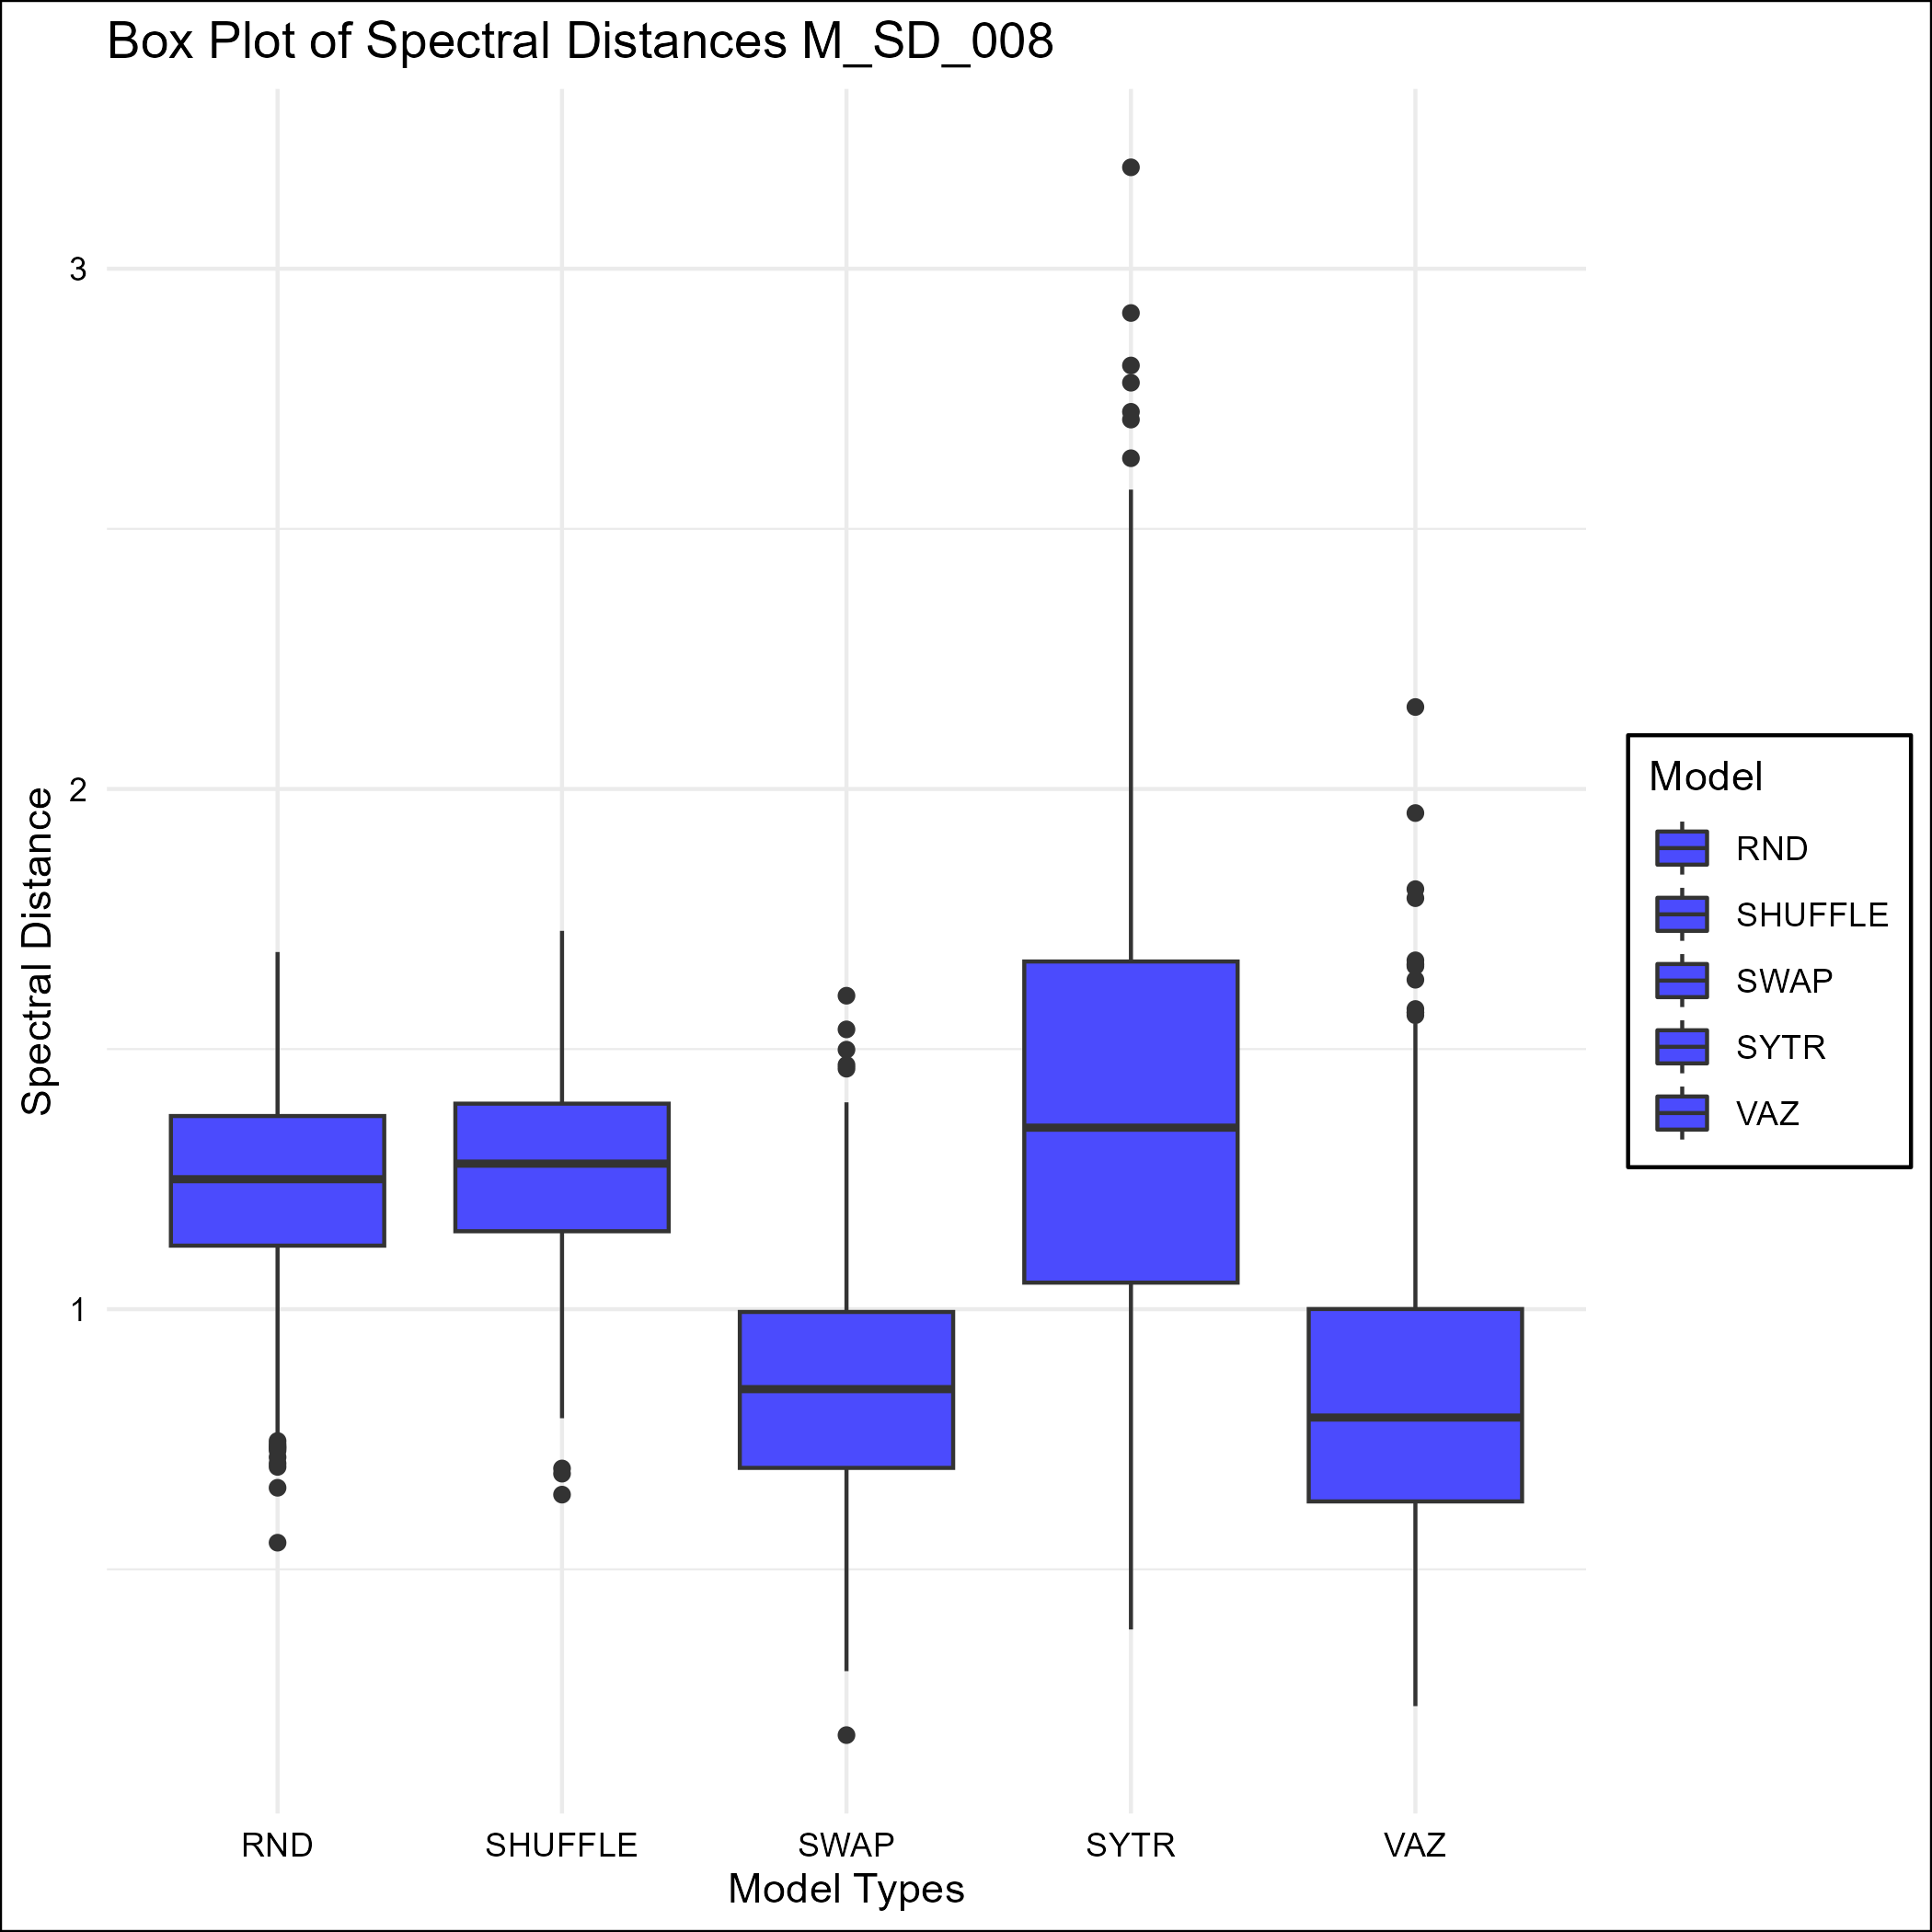 Box Plot of Spectral Distances M_SD_008
Spectral Distance
3
2
1
RND
SHUFFLE
SWAP
SYTR
VAZ
Model Types
Model
RND
SHUFFLE
SWAP
SYTR
VAZ